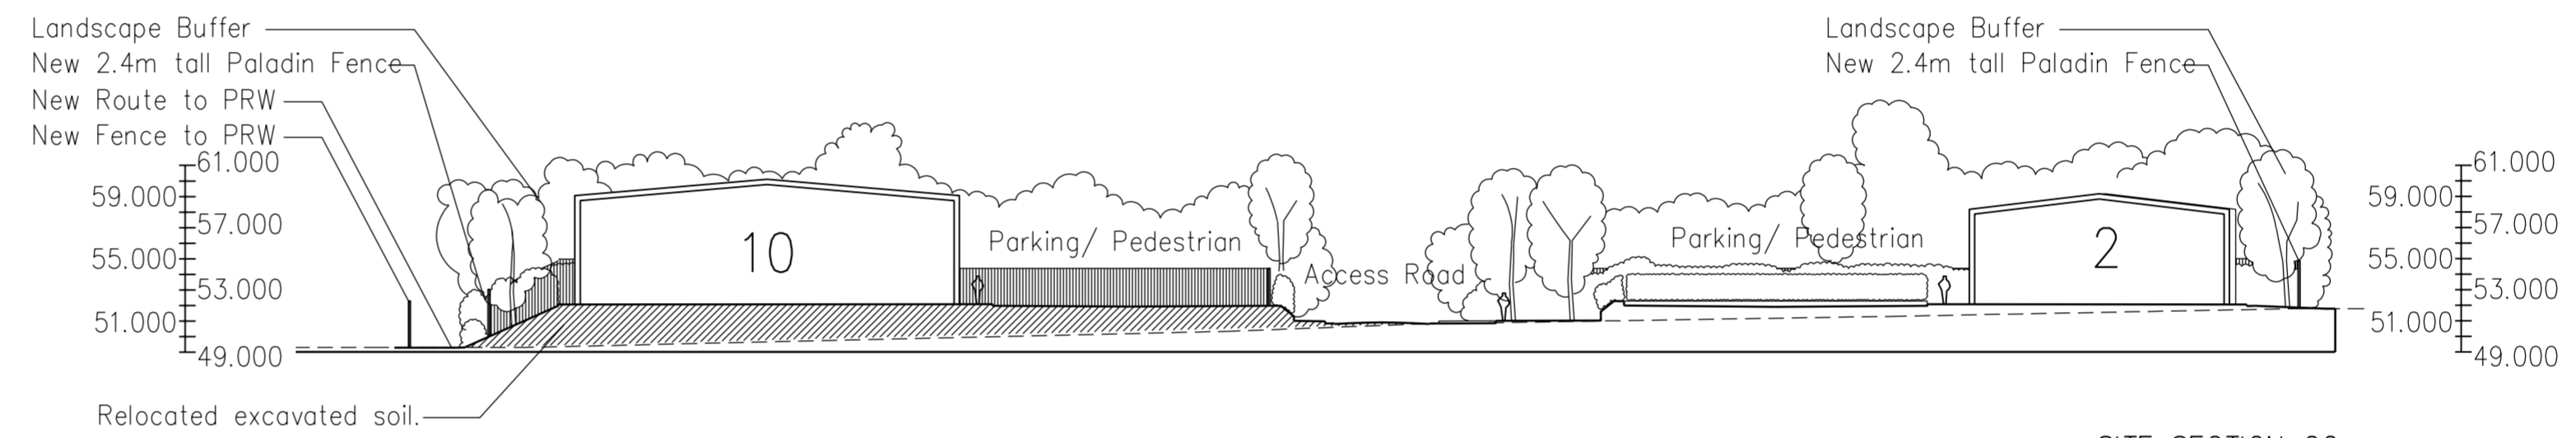 Landscape Buffer
New 2.4m tall Paladin Fence
New Route to PRW
New Fence to PRW
61.000
59.000
57.000
55.000
53.000
51.000
49.000
Relocated excavated soil.
10
Parking/ Pedestrian
Access Road
Parking/ Pedestrian
2
Landscape Buffer
New 2.4m tall Paladin Fence
61.000
59.000
57.000
55.000
53.000
51.000
49.000